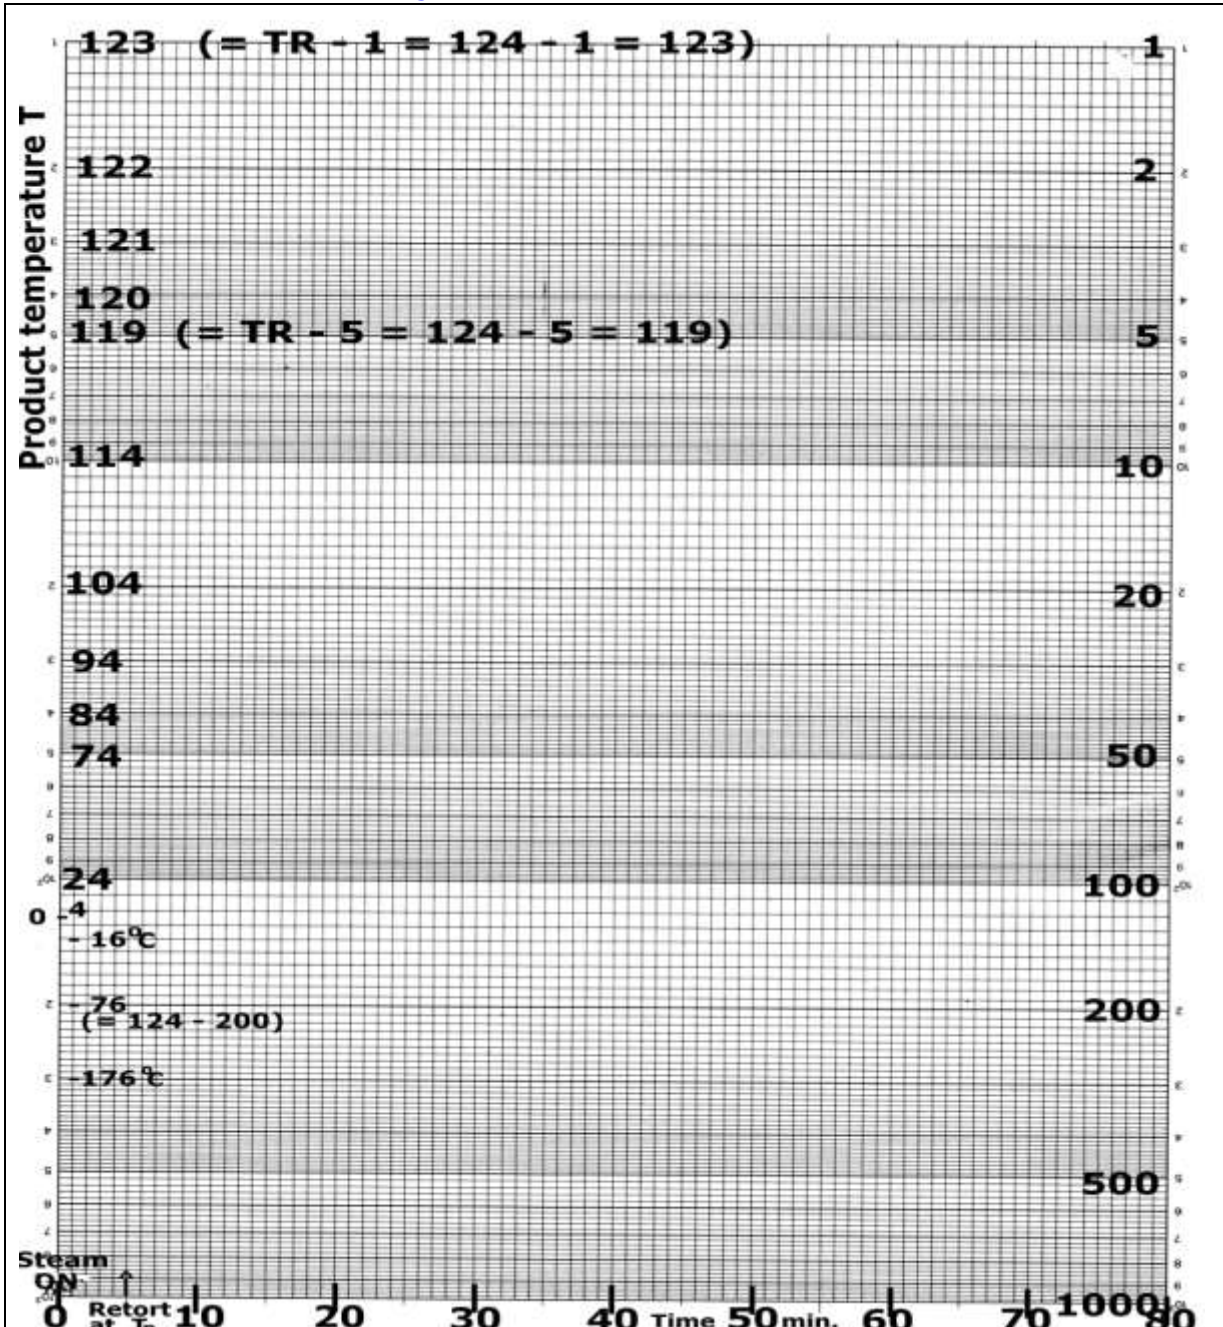 123 (= TR - 1 = 124 - 1 = 123) 1
Product temperature T
122 2
121
120
119 (= TR - 5 = 124 - 5 = 119) 5
114 10
104 20
94
84
74 50
24 100
0 -4
- 16°C
- 76 200
(= 124 - 200)
-176°C
500
Steam
ON
1000
0 10 20 30 40 Time 50 min. 60 70 80
Retort